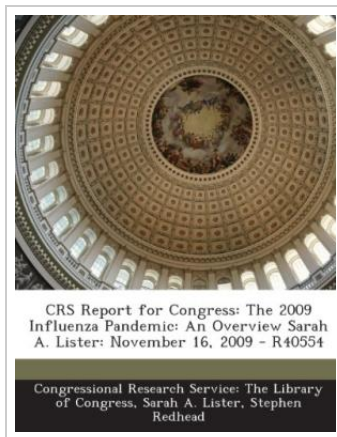 CRS Report for Congress: The 2009
Influenza Pandemic: An Overview Sarah
A. Lister: November 16, 2009 - R40554
Congressional Research Service: The Library
of Congress, Sarah A. Lister, Stephen
Redhead